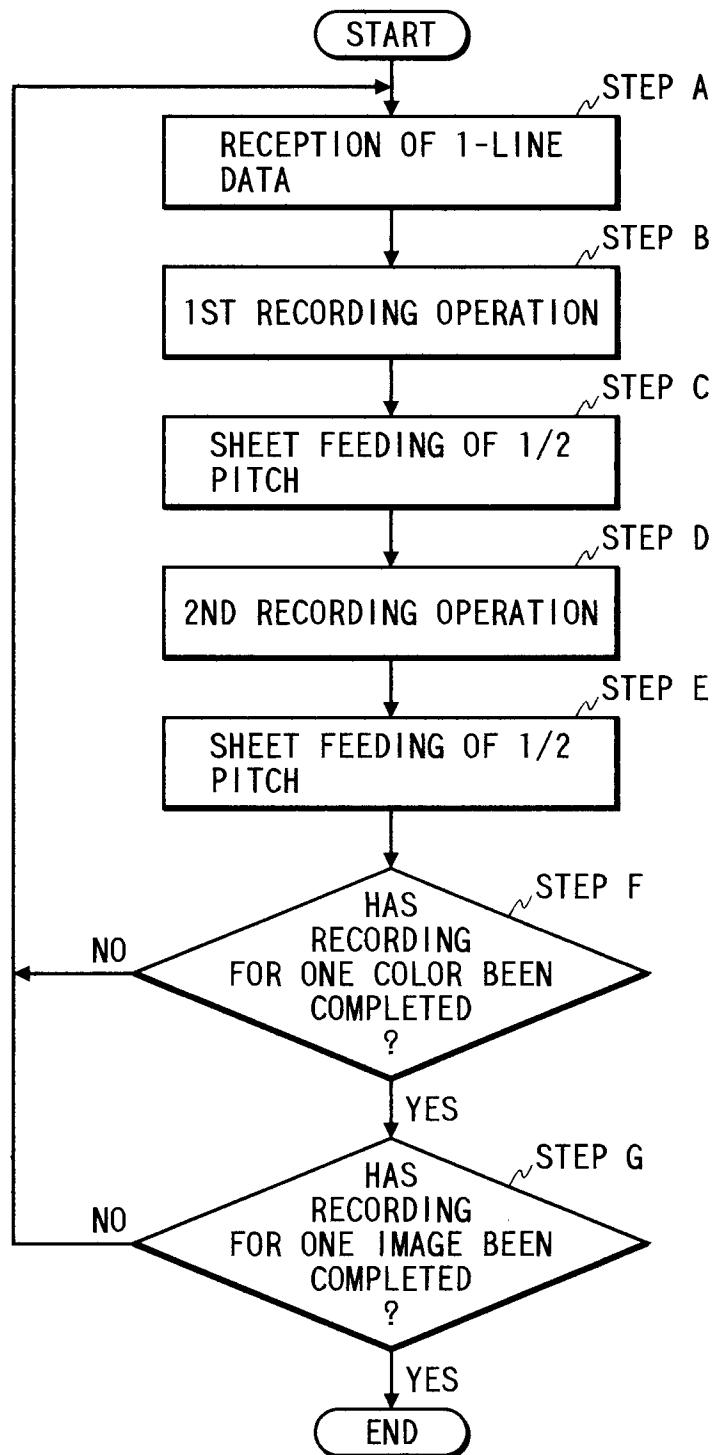 START
STEP A
RECEPTION OF 1-LINE
DATA
STEP B
1ST RECORDING OPERATION
STEP C
SHEET FEEDING OF 1/2
PITCH
STEP D
2ND RECORDING OPERATION
STEP E
SHEET FEEDING OF 1/2
PITCH
STEP F
HAS
RECORDING
FOR ONE COLOR BEEN
COMPLETED
?
NO
YES
STEP G
HAS
RECORDING
FOR ONE IMAGE BEEN
COMPLETED
?
NO
YES
END